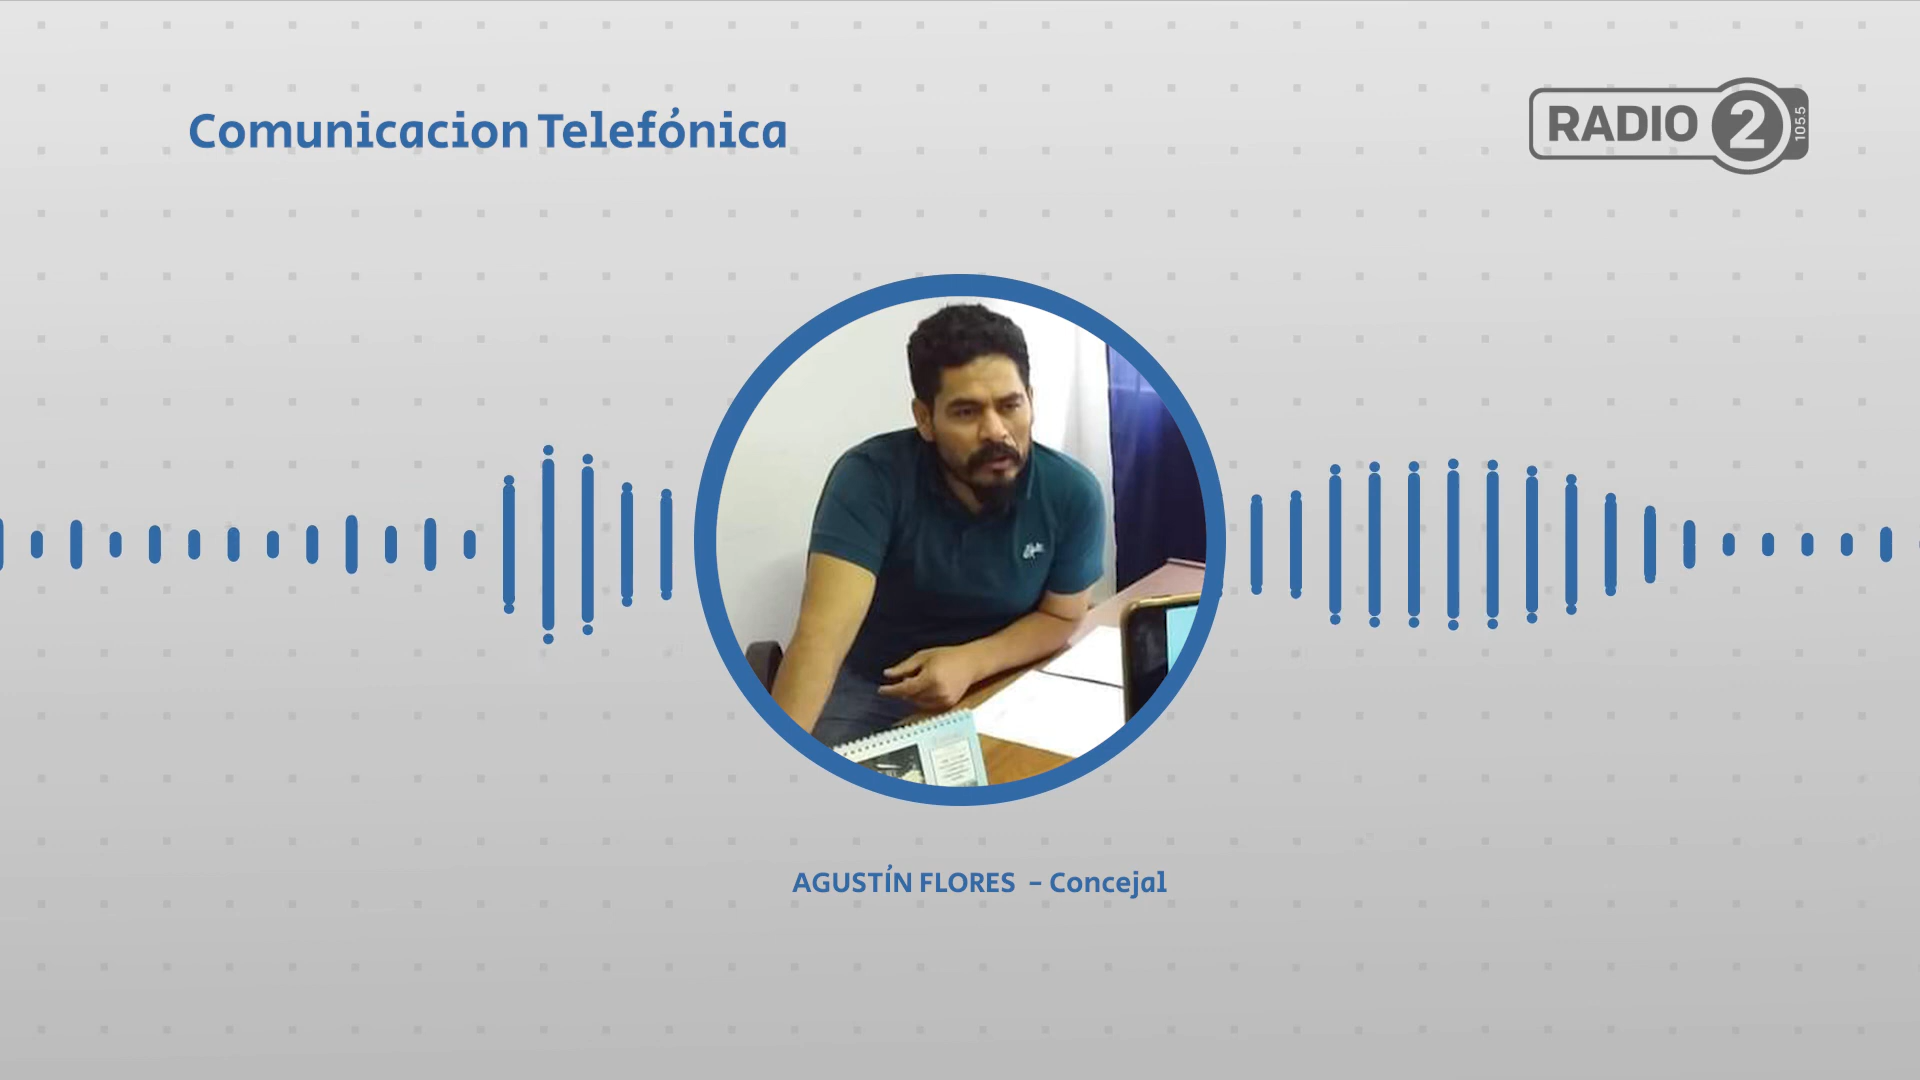 Comunicacion Telefónica
RADIO 2 105.5
AGUSTÍN FLORES - Concejal